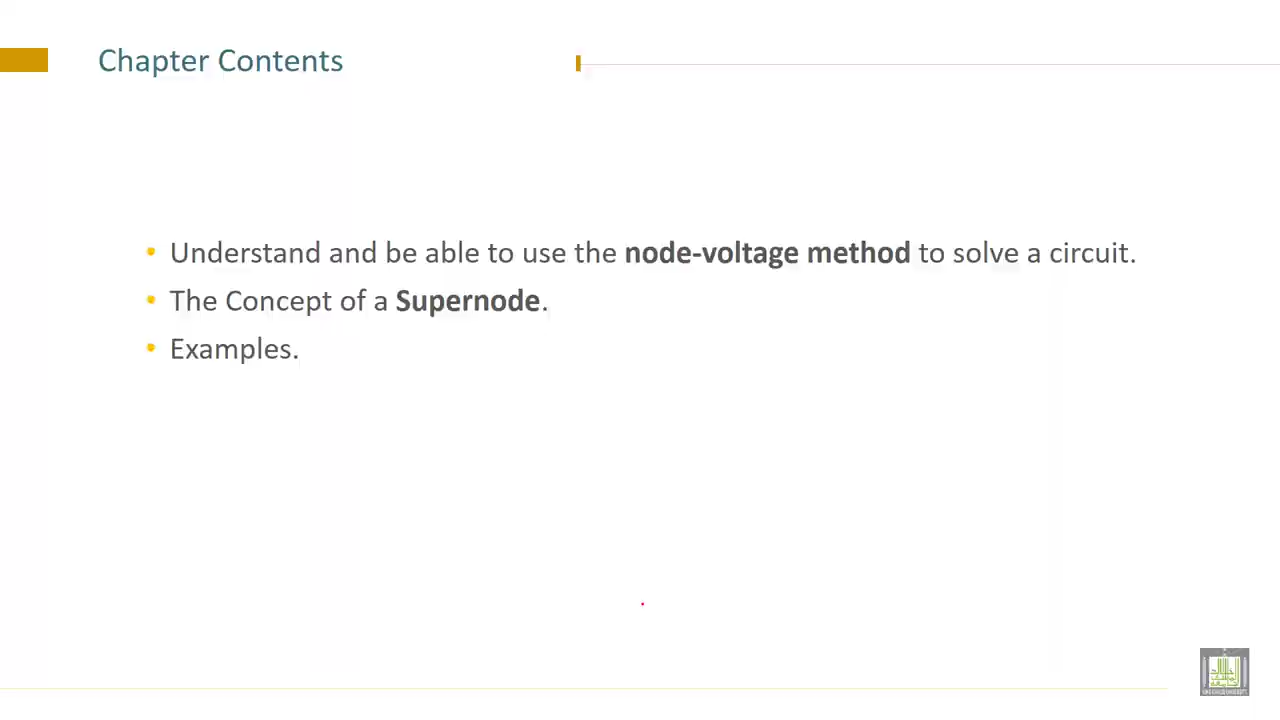 Chapter Contents
• Understand and be able to use the node-voltage method to solve a circuit.
• The Concept of a Supernode.
• Examples.